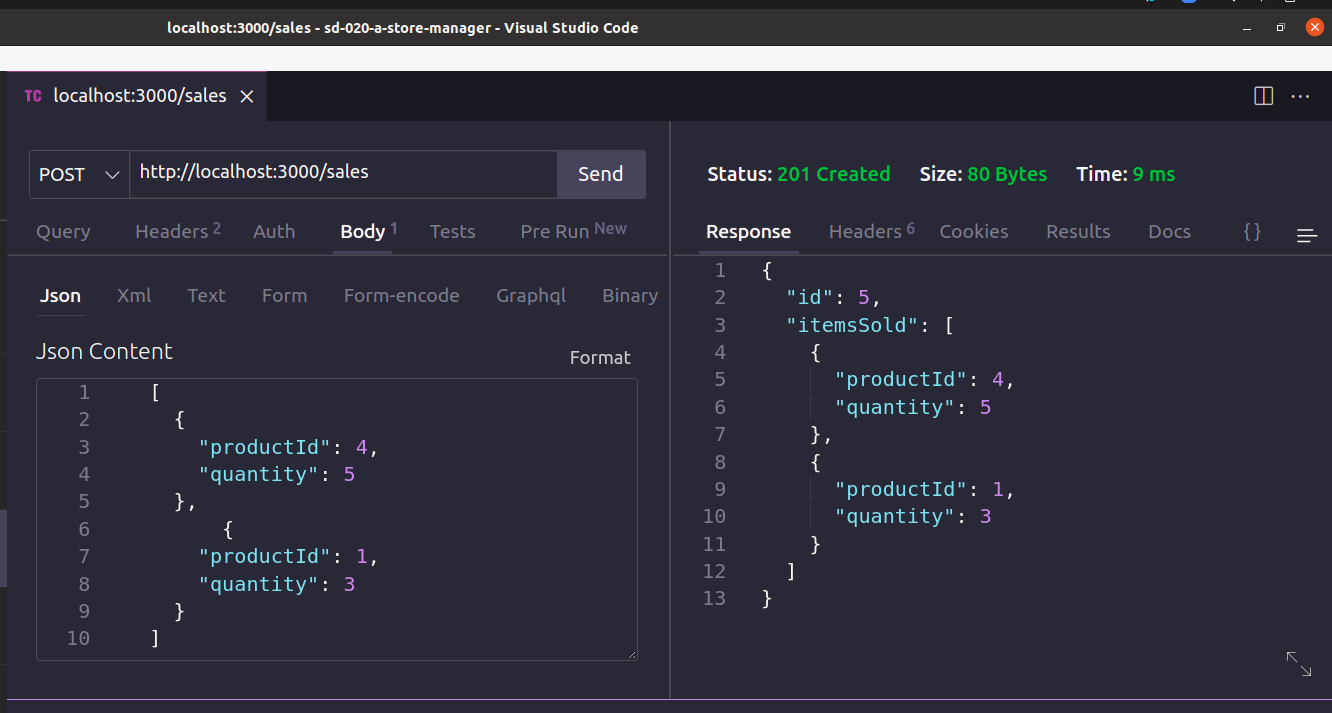 localhost:3000/sales - sd-020-a-store-manager - Visual Studio Code
TC localhost:3000/sales
POST http://localhost:3000/sales Send
Query Headers 2 Auth Body 1 Tests Pre Run New
Json Xml Text Form Form-encode Graphql Binary
Json Content
Format
1 [
2 {
3 "productId": 4,
4 "quantity": 5
5 },
6 {
7 "productId": 1,
8 "quantity": 3
9 }
10 ]
Status: 201 Created Size: 80 Bytes Time: 9 ms
Response Headers 6 Cookies Results Docs {}
1 {
2 "id": 5,
3 "itemsSold": [
4 {
5 "productId": 4,
6 "quantity": 5
7 },
8 {
9 "productId": 1,
10 "quantity": 3
11 }
12 ]
13 }